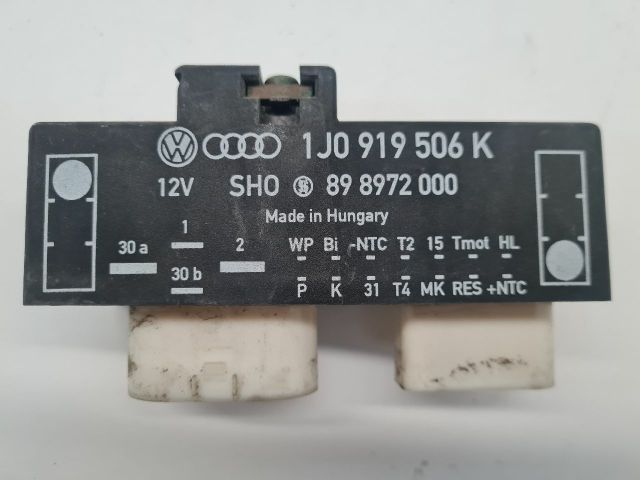 1J0 919 506 K
12V SHO 89 8972 000
Made in Hungary
1
30 a 2
30 b
WP Bi -NTC T2 15 Tmot HL
P K 31 T4 MK RES +NTC